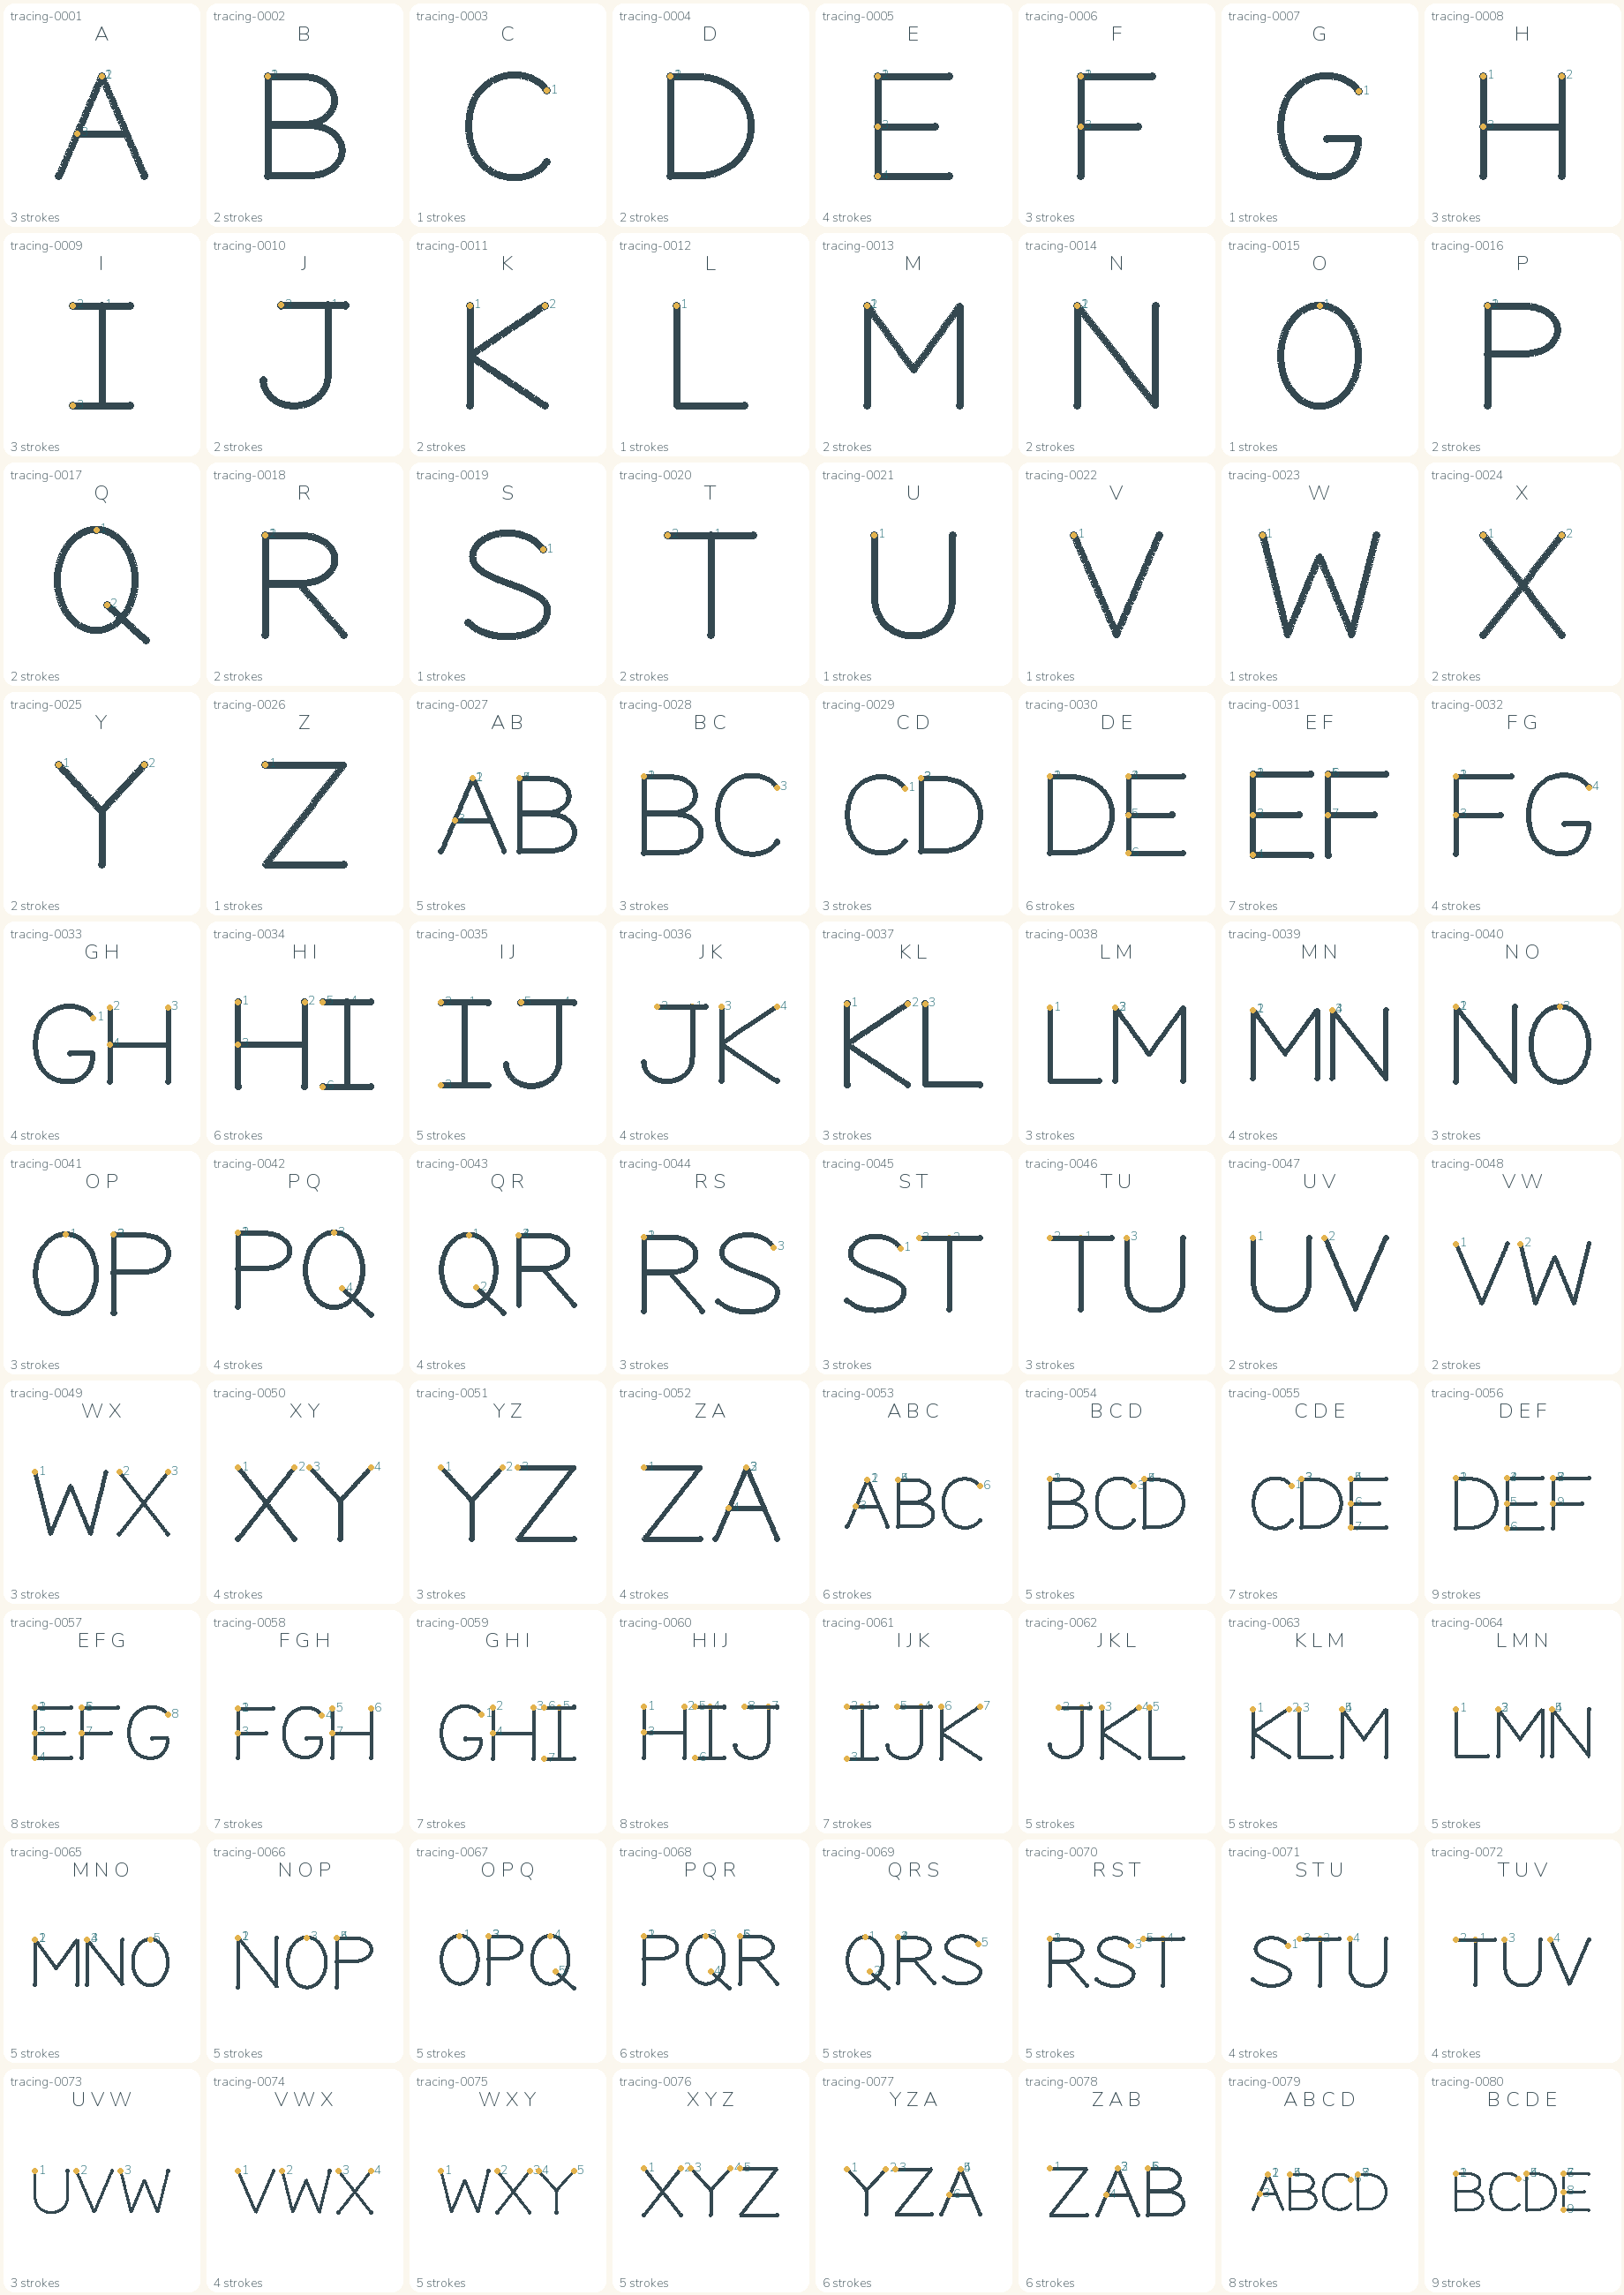 tracing-0001 tracing-0002 tracing-0003 tracing-0004 tracing-0005 tracing-0006 tracing-0007 tracing-0008
A B C D E F G H
A B C D E F G H
3 strokes 2 strokes 1 strokes 2 strokes 4 strokes 3 strokes 1 strokes 3 strokes
tracing-0009 tracing-0010 tracing-0011 tracing-0012 tracing-0013 tracing-0014 tracing-0015 tracing-0016
I J K L M N O P
I J K L M N O P
3 strokes 2 strokes 2 strokes 1 strokes 2 strokes 2 strokes 1 strokes 2 strokes
tracing-0017 tracing-0018 tracing-0019 tracing-0020 tracing-0021 tracing-0022 tracing-0023 tracing-0024
Q R S T U V W X
Q R S T U V W X
2 strokes 2 strokes 1 strokes 2 strokes 1 strokes 1 strokes 1 strokes 2 strokes
tracing-0025 tracing-0026 tracing-0027 tracing-0028 tracing-0029 tracing-0030 tracing-0031 tracing-0032
Y Z AB BC CD DE EF FG
Y Z AB BC CD DE EF FG
2 strokes 1 strokes 5 strokes 3 strokes 3 strokes 6 strokes 7 strokes 4 strokes
tracing-0033 tracing-0034 tracing-0035 tracing-0036 tracing-0037 tracing-0038 tracing-0039 tracing-0040
GH HI IJ JK KL LM MN NO
GH HI IJ JK KL LM MN NO
4 strokes 6 strokes 5 strokes 4 strokes 3 strokes 3 strokes 4 strokes 3 strokes
tracing-0041 tracing-0042 tracing-0043 tracing-0044 tracing-0045 tracing-0046 tracing-0047 tracing-0048
OP PQ QR RS ST TU UV VW
OP PQ QR RS ST TU UV VW
3 strokes 4 strokes 4 strokes 3 strokes 3 strokes 3 strokes 2 strokes 2 strokes
tracing-0049 tracing-0050 tracing-0051 tracing-0052 tracing-0053 tracing-0054 tracing-0055 tracing-0056
WX XY YZ ZA ABC BCD CDE DEF
WX XY YZ ZA ABC BCD CDE DEF
3 strokes 4 strokes 3 strokes 4 strokes 6 strokes 5 strokes 7 strokes 9 strokes
tracing-0057 tracing-0058 tracing-0059 tracing-0060 tracing-0061 tracing-0062 tracing-0063 tracing-0064
EFG FGH GHI HIJ IJK JKL KLM LMN
EFG FGH GHI HIJ IJK JKL KLM LMN
8 strokes 7 strokes 7 strokes 8 strokes 7 strokes 5 strokes 5 strokes 5 strokes
tracing-0065 tracing-0066 tracing-0067 tracing-0068 tracing-0069 tracing-0070 tracing-0071 tracing-0072
MNO NOP OPQ PQR QRS RST STU TUV
MNO NOP OPQ PQR QRS RST STU TUV
5 strokes 5 strokes 5 strokes 6 strokes 5 strokes 5 strokes 4 strokes 4 strokes
tracing-0073 tracing-0074 tracing-0075 tracing-0076 tracing-0077 tracing-0078 tracing-0079 tracing-0080
UVW VWX WXY XYZ YZA ZAB ABCD BCDE
UVW VWX WXY XYZ YZA ZAB ABCD BCDE
3 strokes 4 strokes 5 strokes 5 strokes 6 strokes 6 strokes 8 strokes 9 strokes